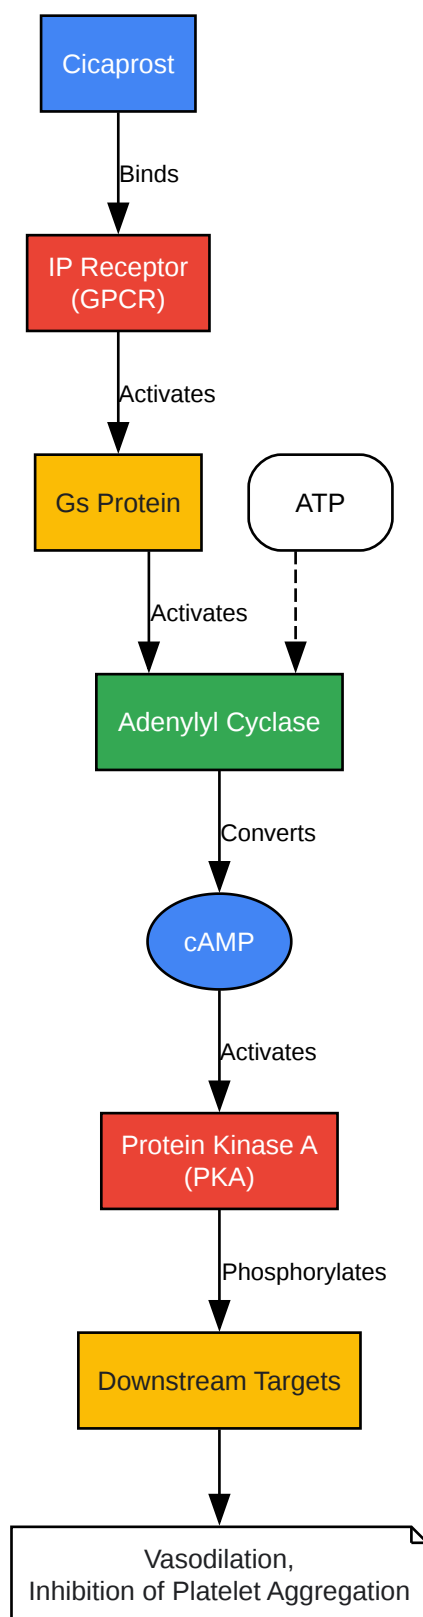 Cicaprost
Binds
IP Receptor
(GPCR)
Activates
Gs Protein
ATP
Activates
Adenylyl Cyclase
Converts
cAMP
Activates
Protein Kinase A
(PKA)
Phosphorylates
Downstream Targets
Vasodilation,
Inhibition of Platelet Aggregation